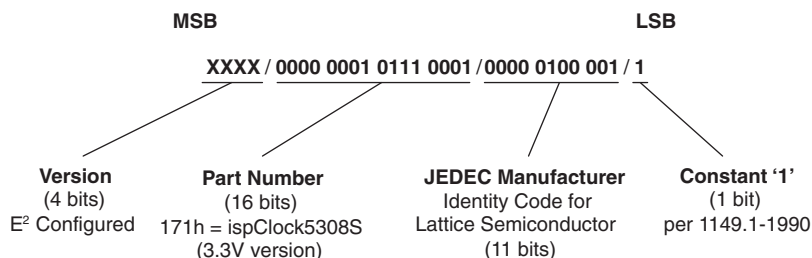 MSB LSB
XXXX / 0000 0001 0111 0001 / 0000 0100 001 / 1
Version
(4 bits)
E² Configured
Part Number
(16 bits)
171h = ispClock5308S
(3.3V version)
JEDEC Manufacturer
Identity Code for
Lattice Semiconductor
(11 bits)
Constant ‘1’
(1 bit)
per 1149.1-1990